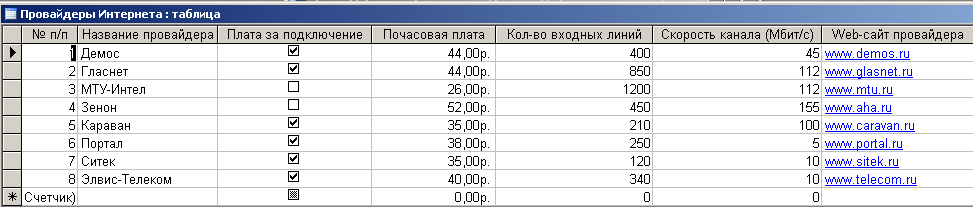 Провайдеры Интернета : таблица
№ п/п Название провайдера Плата за подключение Почасовая плата Кол-во входных линий Скорость канала (Мбит/с) Web-сайт провайдера
1 Демос 44,00р. 400 45 www.demos.ru
2 Гласнет 44,00р. 850 112 www.glasnet.ru
3 МТУ-Интел 26,00р. 1200 112 www.mtu.ru
4 Зенон 52,00р. 450 155 www.aha.ru
5 Караван 35,00р. 210 100 www.caravan.ru
6 Портал 38,00р. 250 5 www.portal.ru
7 Ситек 35,00р. 120 10 www.sitek.ru
8 Элвис-Телеком 40,00р. 340 10 www.telecom.ru
Счетчик) 0,00р. 0 0